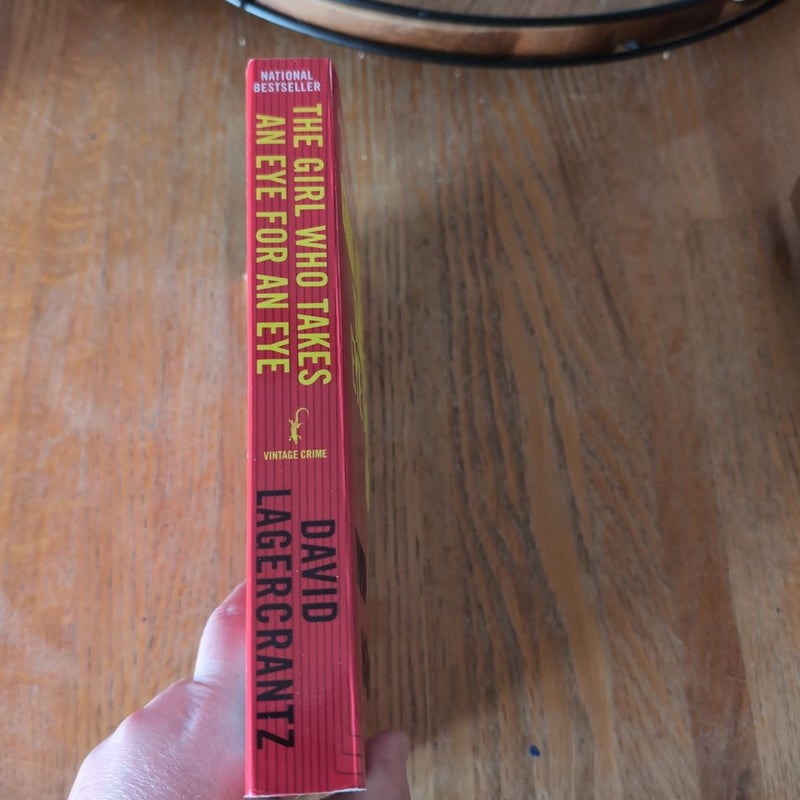 NATIONAL
BESTSELLER
THE GIRL WHO TAKES
AN EYE FOR AN EYE
VINTAGE CRIME
DAVID
LAGERCRANTZ